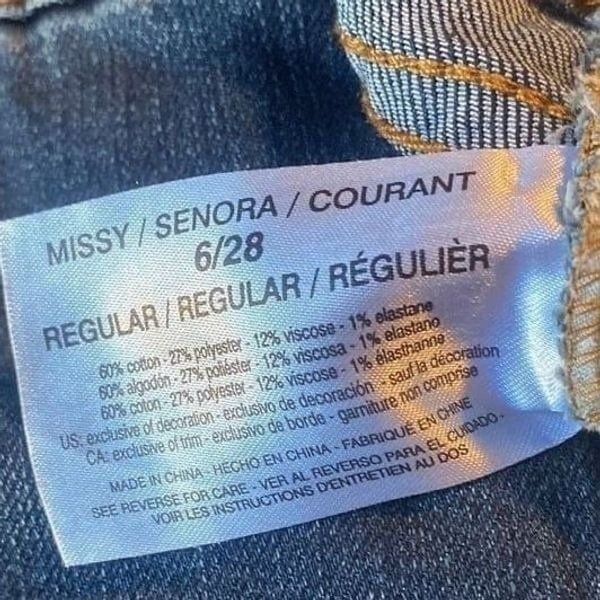 MISSY / SENORA / COURANT
6/28
REGULAR / REGULAR / RÉGULIÈR
60% cotton - 27% polyester - 12% viscose - 1% elastane
60% algodón - 27% poliéster - 12% viscosa - 1% elastano
60% coton - 27% polyester - 12% viscose - 1% élasthanne
US: exclusive of decoration - exclusivo de decoración - sauf la décoration
CA: exclusive of trim - exclusivo de borde - garniture non comprise
MADE IN CHINA - HECHO EN CHINA - FABRIQUÉ EN CHINE
SEE REVERSE FOR CARE - VER AL REVERSO PARA EL CUIDADO -
VOIR LES INSTRUCTIONS D'ENTRETIEN AU DOS